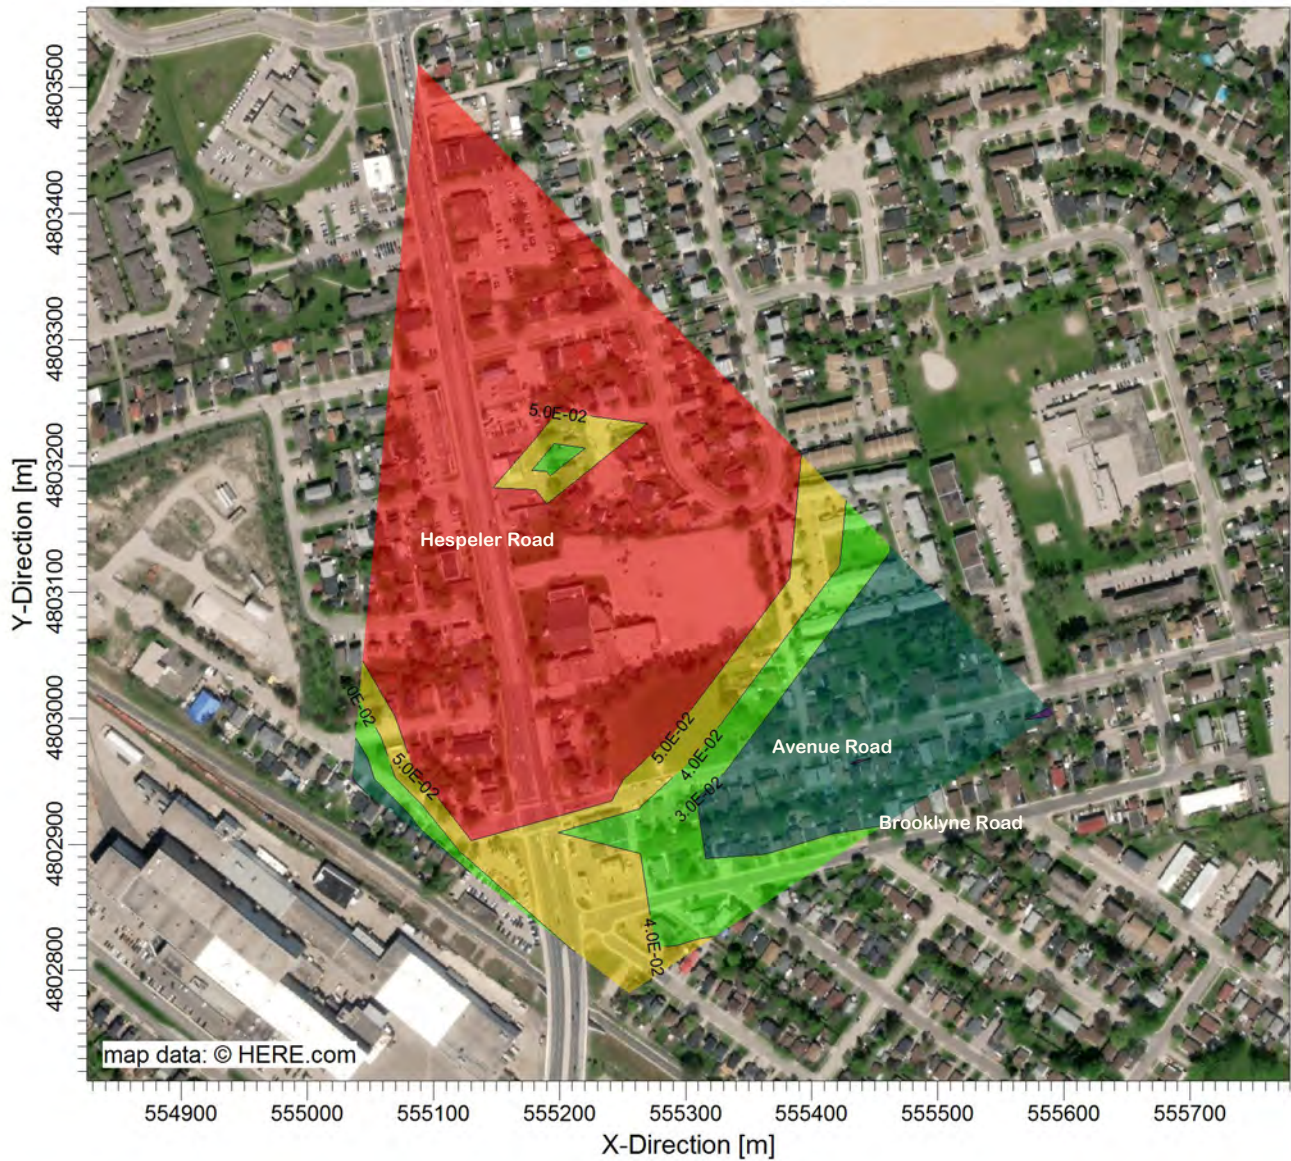 4803500
4803400
4803300
4803200
4803100
4803000
4802900
4802800
Y-Direction [m]
5.0E-02
Hespeler Road
4.0E-02
5.0E-02
5.0E-02
4.0E-02
3.0E-02
Avenue Road
Brooklyne Road
4.0E-02
map data: © HERE.com
554900 555000 555100 555200 555300 555400 555500 555600 555700
X-Direction [m]